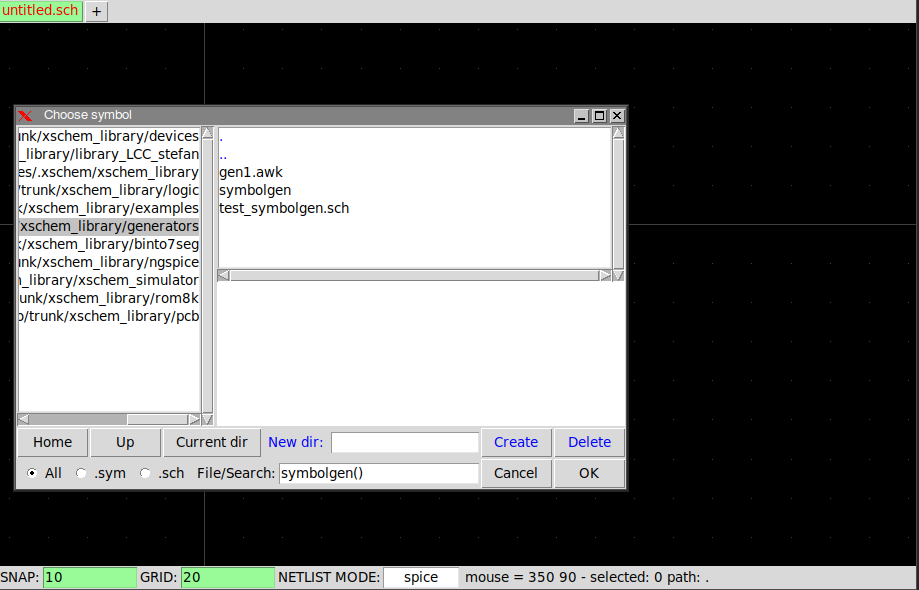 untitled.sch +
Choose symbol
ınk/xschem_library/devices
_library/library_LCC_stefan
es/.xschem/xschem_library
/trunk/xschem_library/logic
k/xschem_library/examples
/xschem_library/generators
k/xschem_library/binto7seg
ınk/xschem_library/ngspice
n_library/xschem_simulator
unk/xschem_library/rom8k
o/trunk/xschem_library/pcb
.
..
gen1.awk
symbolgen
test_symbolgen.sch
Home Up Current dir New dir: Create Delete
All .sym .sch File/Search: symbolgen() Cancel OK
SNAP: 10 GRID: 20 NETLIST MODE: spice mouse = 350 90 - selected: 0 path: .